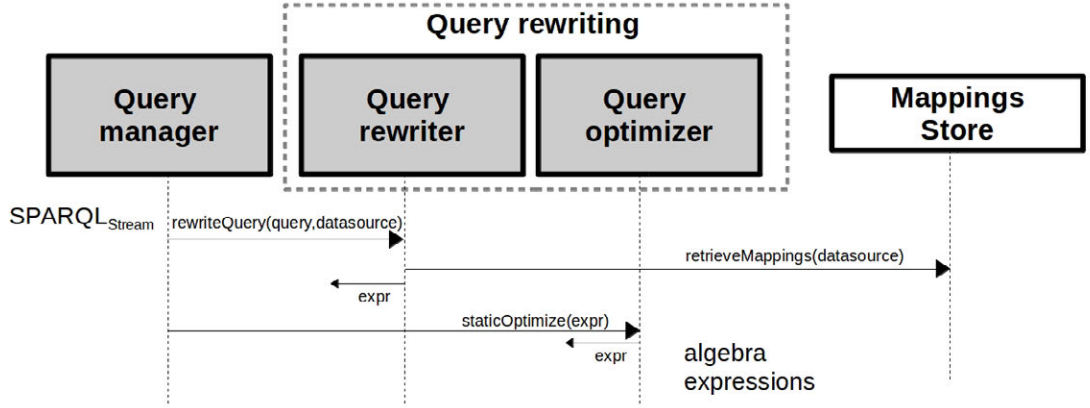 Query rewriting
Query
manager
Query
rewriter
Query
optimizer
Mappings
Store
SPARQLStream
rewriteQuery(query,datasource)
retrieveMappings(datasource)
expr
staticOptimize(expr)
expr
algebra
expressions